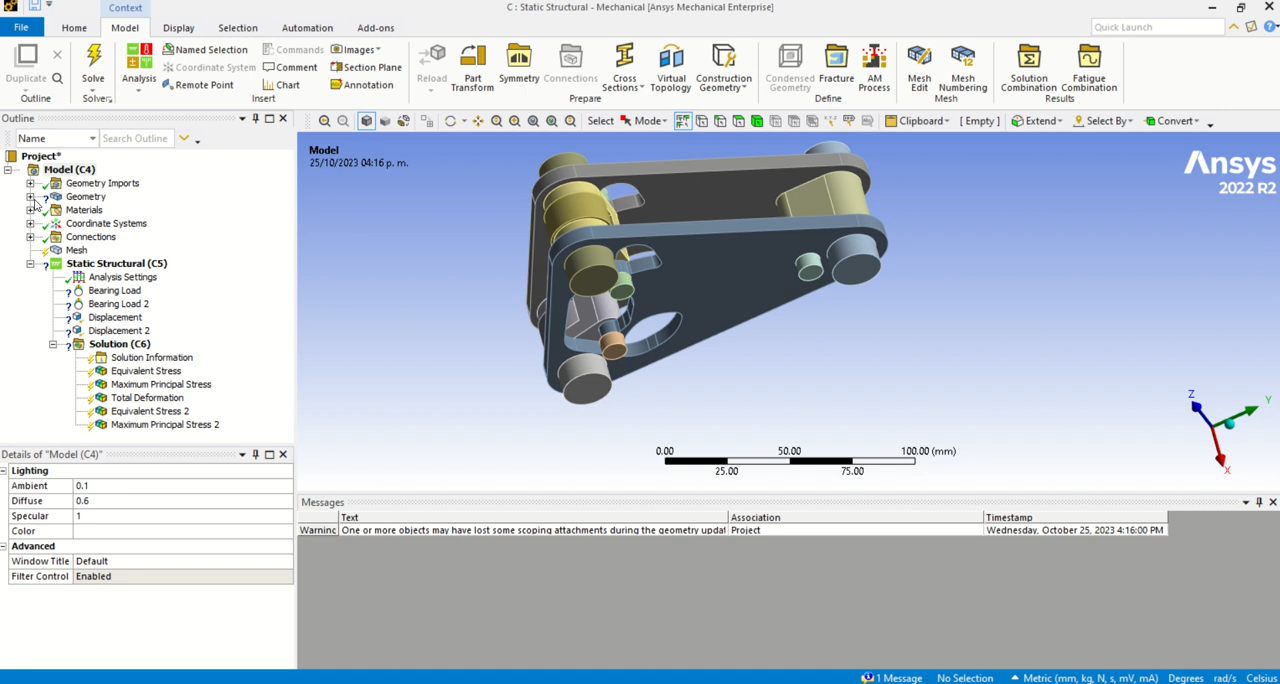 Context
C : Static Structural - Mechanical [Ansys Mechanical Enterprise]
File Home Model Display Selection Automation Add-ons
Quick Launch
Duplicate
Outline
Solve
Solver
Analysis
Named Selection
Coordinate System
Remote Point
Commands
Comment
Chart
Images
Section Plane
Annotation
Insert
Reload
Part Transform
Symmetry
Connections
Cross Sections
Virtual Topology
Construction Geometry
Prepare
Condensed Geometry
Fracture
AM Process
Define
Mesh Edit
Mesh Numbering
Mesh
Solution Combination
Fatigue Combination
Results
Outline
Name Search Outline
Select Mode Clipboard [ Empty ] Extend Select By Convert
Project*
Model (C4)
Geometry Imports
Geometry
Materials
Coordinate Systems
Connections
Mesh
Static Structural (C5)
Analysis Settings
Bearing Load
Bearing Load 2
Displacement
Displacement 2
Solution (C6)
Solution Information
Equivalent Stress
Maximum Principal Stress
Total Deformation
Equivalent Stress 2
Maximum Principal Stress 2
Model
25/10/2023 04:16 p. m.
Ansys
2022 R2
Z
Y
X
0.00 50.00 100.00 (mm)
25.00 75.00
Details of "Model (C4)"
Lighting
Ambient 0.1
Diffuse 0.6
Specular 1
Color
Advanced
Window Title Default
Filter Control Enabled
Messages
Text Association Timestamp
Warninc One or more objects may have lost some scoping attachments during the geometry updat Project Wednesday, October 25, 2023 4:16:00 PM
1 Message No Selection Metric (mm, kg, N, s, mV, mA) Degrees rad/s Celsius